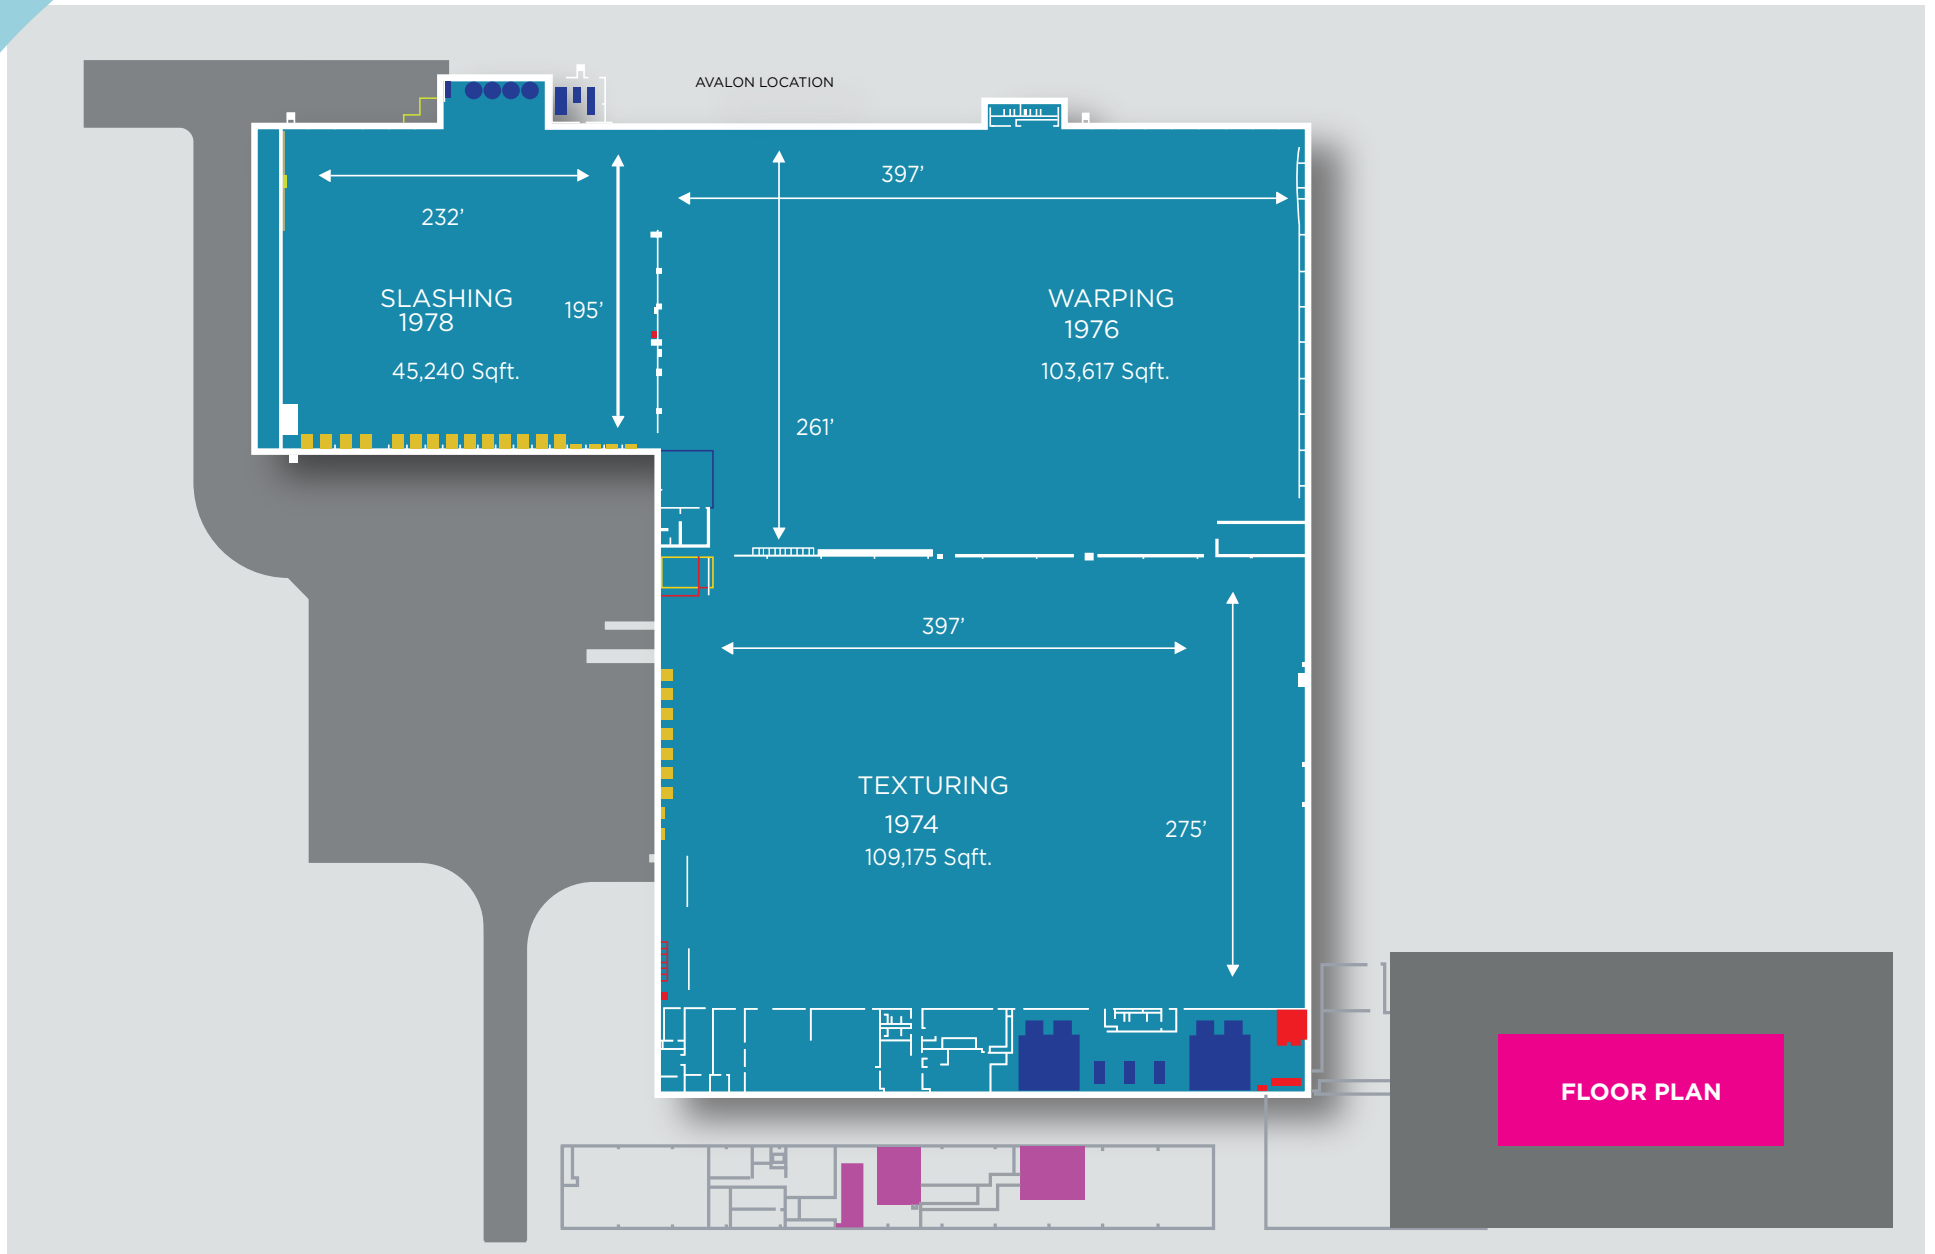 AVALON LOCATION
397’
232’
SLASHING
1978
195’
45,240 Sqft.
WARPING
1976
103,617 Sqft.
261’
397’
TEXTURING
1974
109,175 Sqft.
275’
FLOOR PLAN